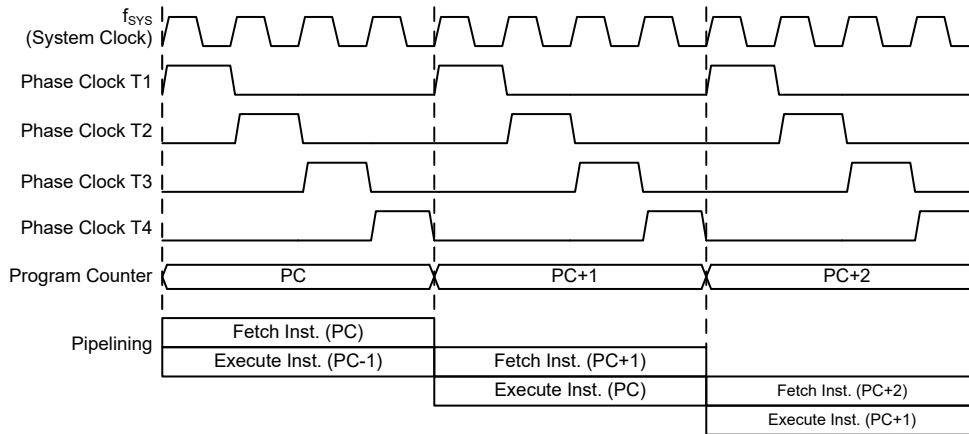 fSYS
(System Clock)
Phase Clock T1
Phase Clock T2
Phase Clock T3
Phase Clock T4
Program Counter PC PC+1 PC+2
Pipelining
Fetch Inst. (PC)
Execute Inst. (PC-1) Fetch Inst. (PC+1)
Execute Inst. (PC) Fetch Inst. (PC+2)
Execute Inst. (PC+1)